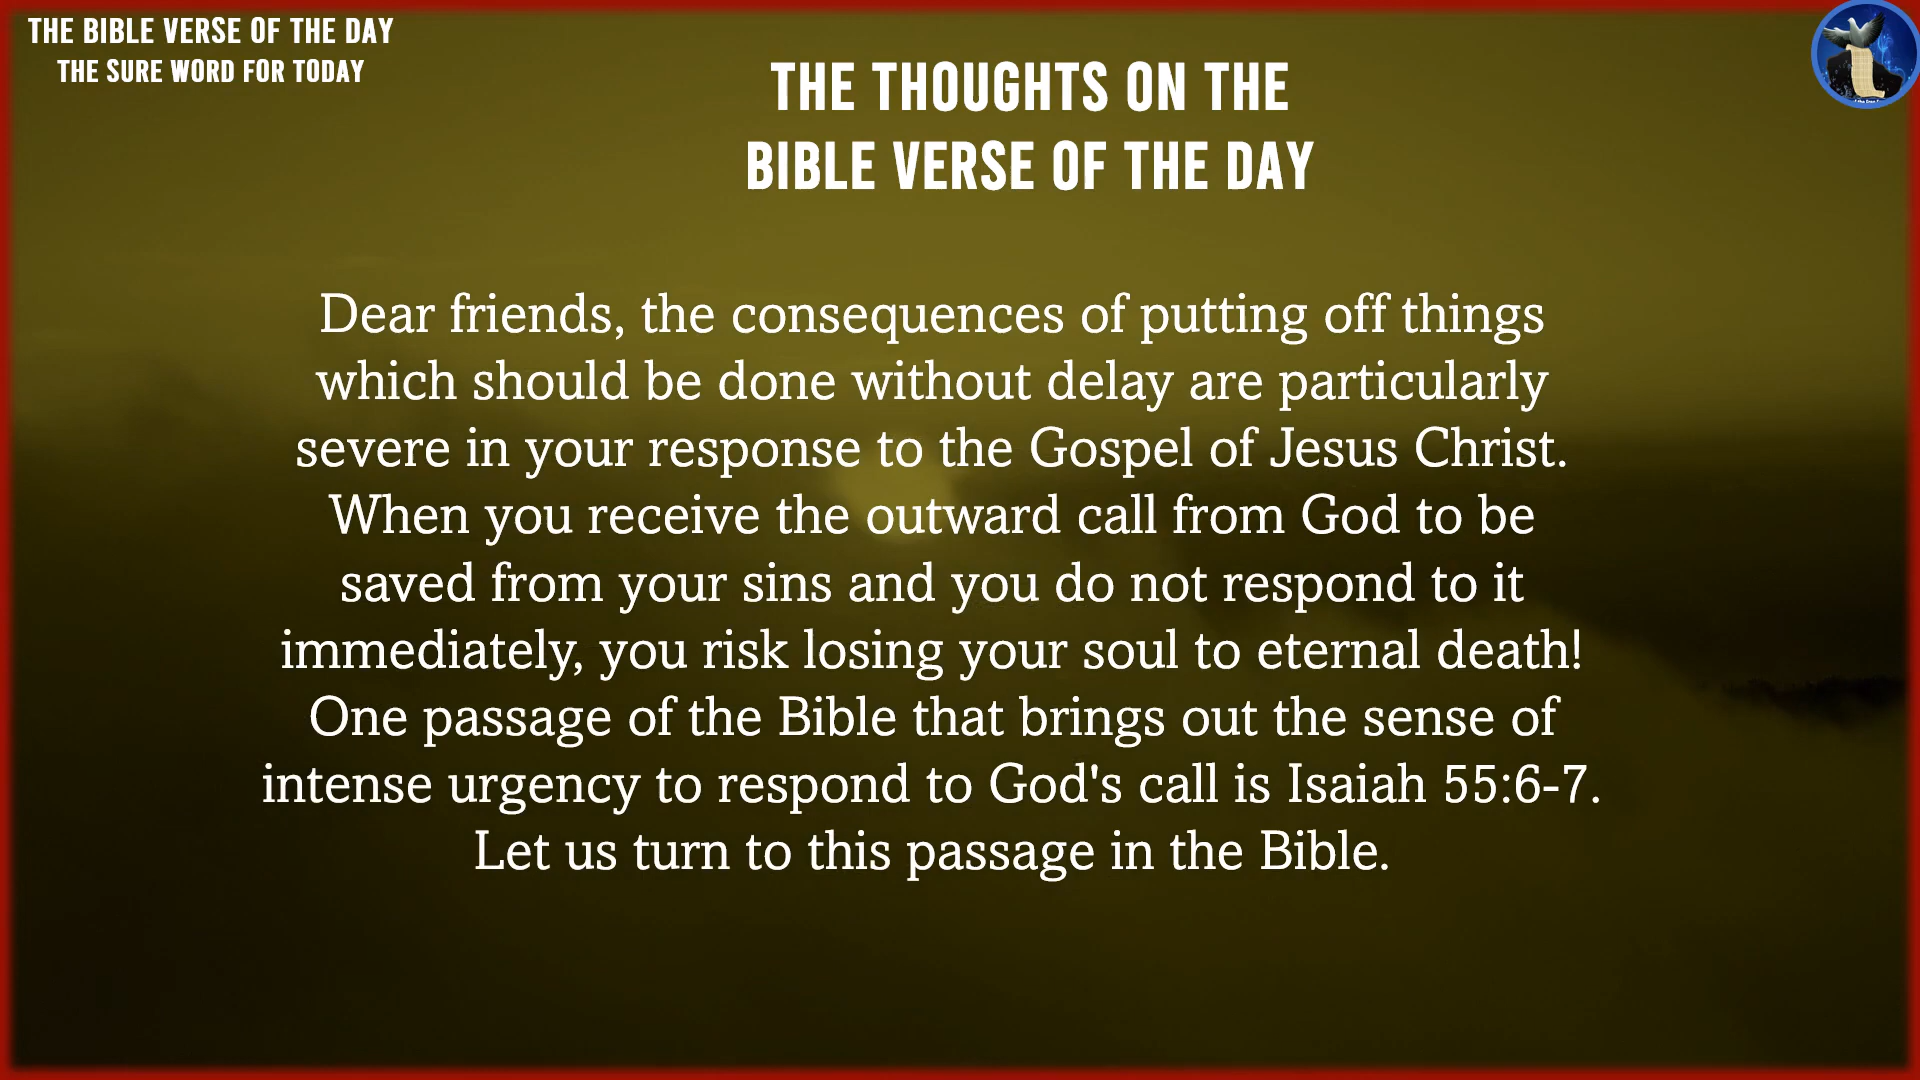 THE BIBLE VERSE OF THE DAY
THE SURE WORD FOR TODAY
THE THOUGHTS ON THE
BIBLE VERSE OF THE DAY
Dear friends, the consequences of putting off things
which should be done without delay are particularly
severe in your response to the Gospel of Jesus Christ.
When you receive the outward call from God to be
saved from your sins and you do not respond to it
immediately, you risk losing your soul to eternal death!
One passage of the Bible that brings out the sense of
intense urgency to respond to God's call is Isaiah 55:6-7.
Let us turn to this passage in the Bible.